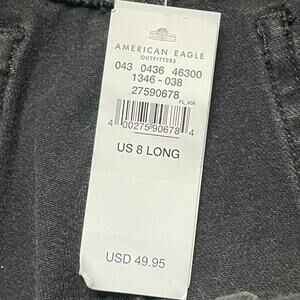 AMERICAN EAGLE
OUTFITTERS
043 0436 46300
1346 - 038
27590678
FL_408
4 00275 90678 4
US 8 LONG
USD 49.95